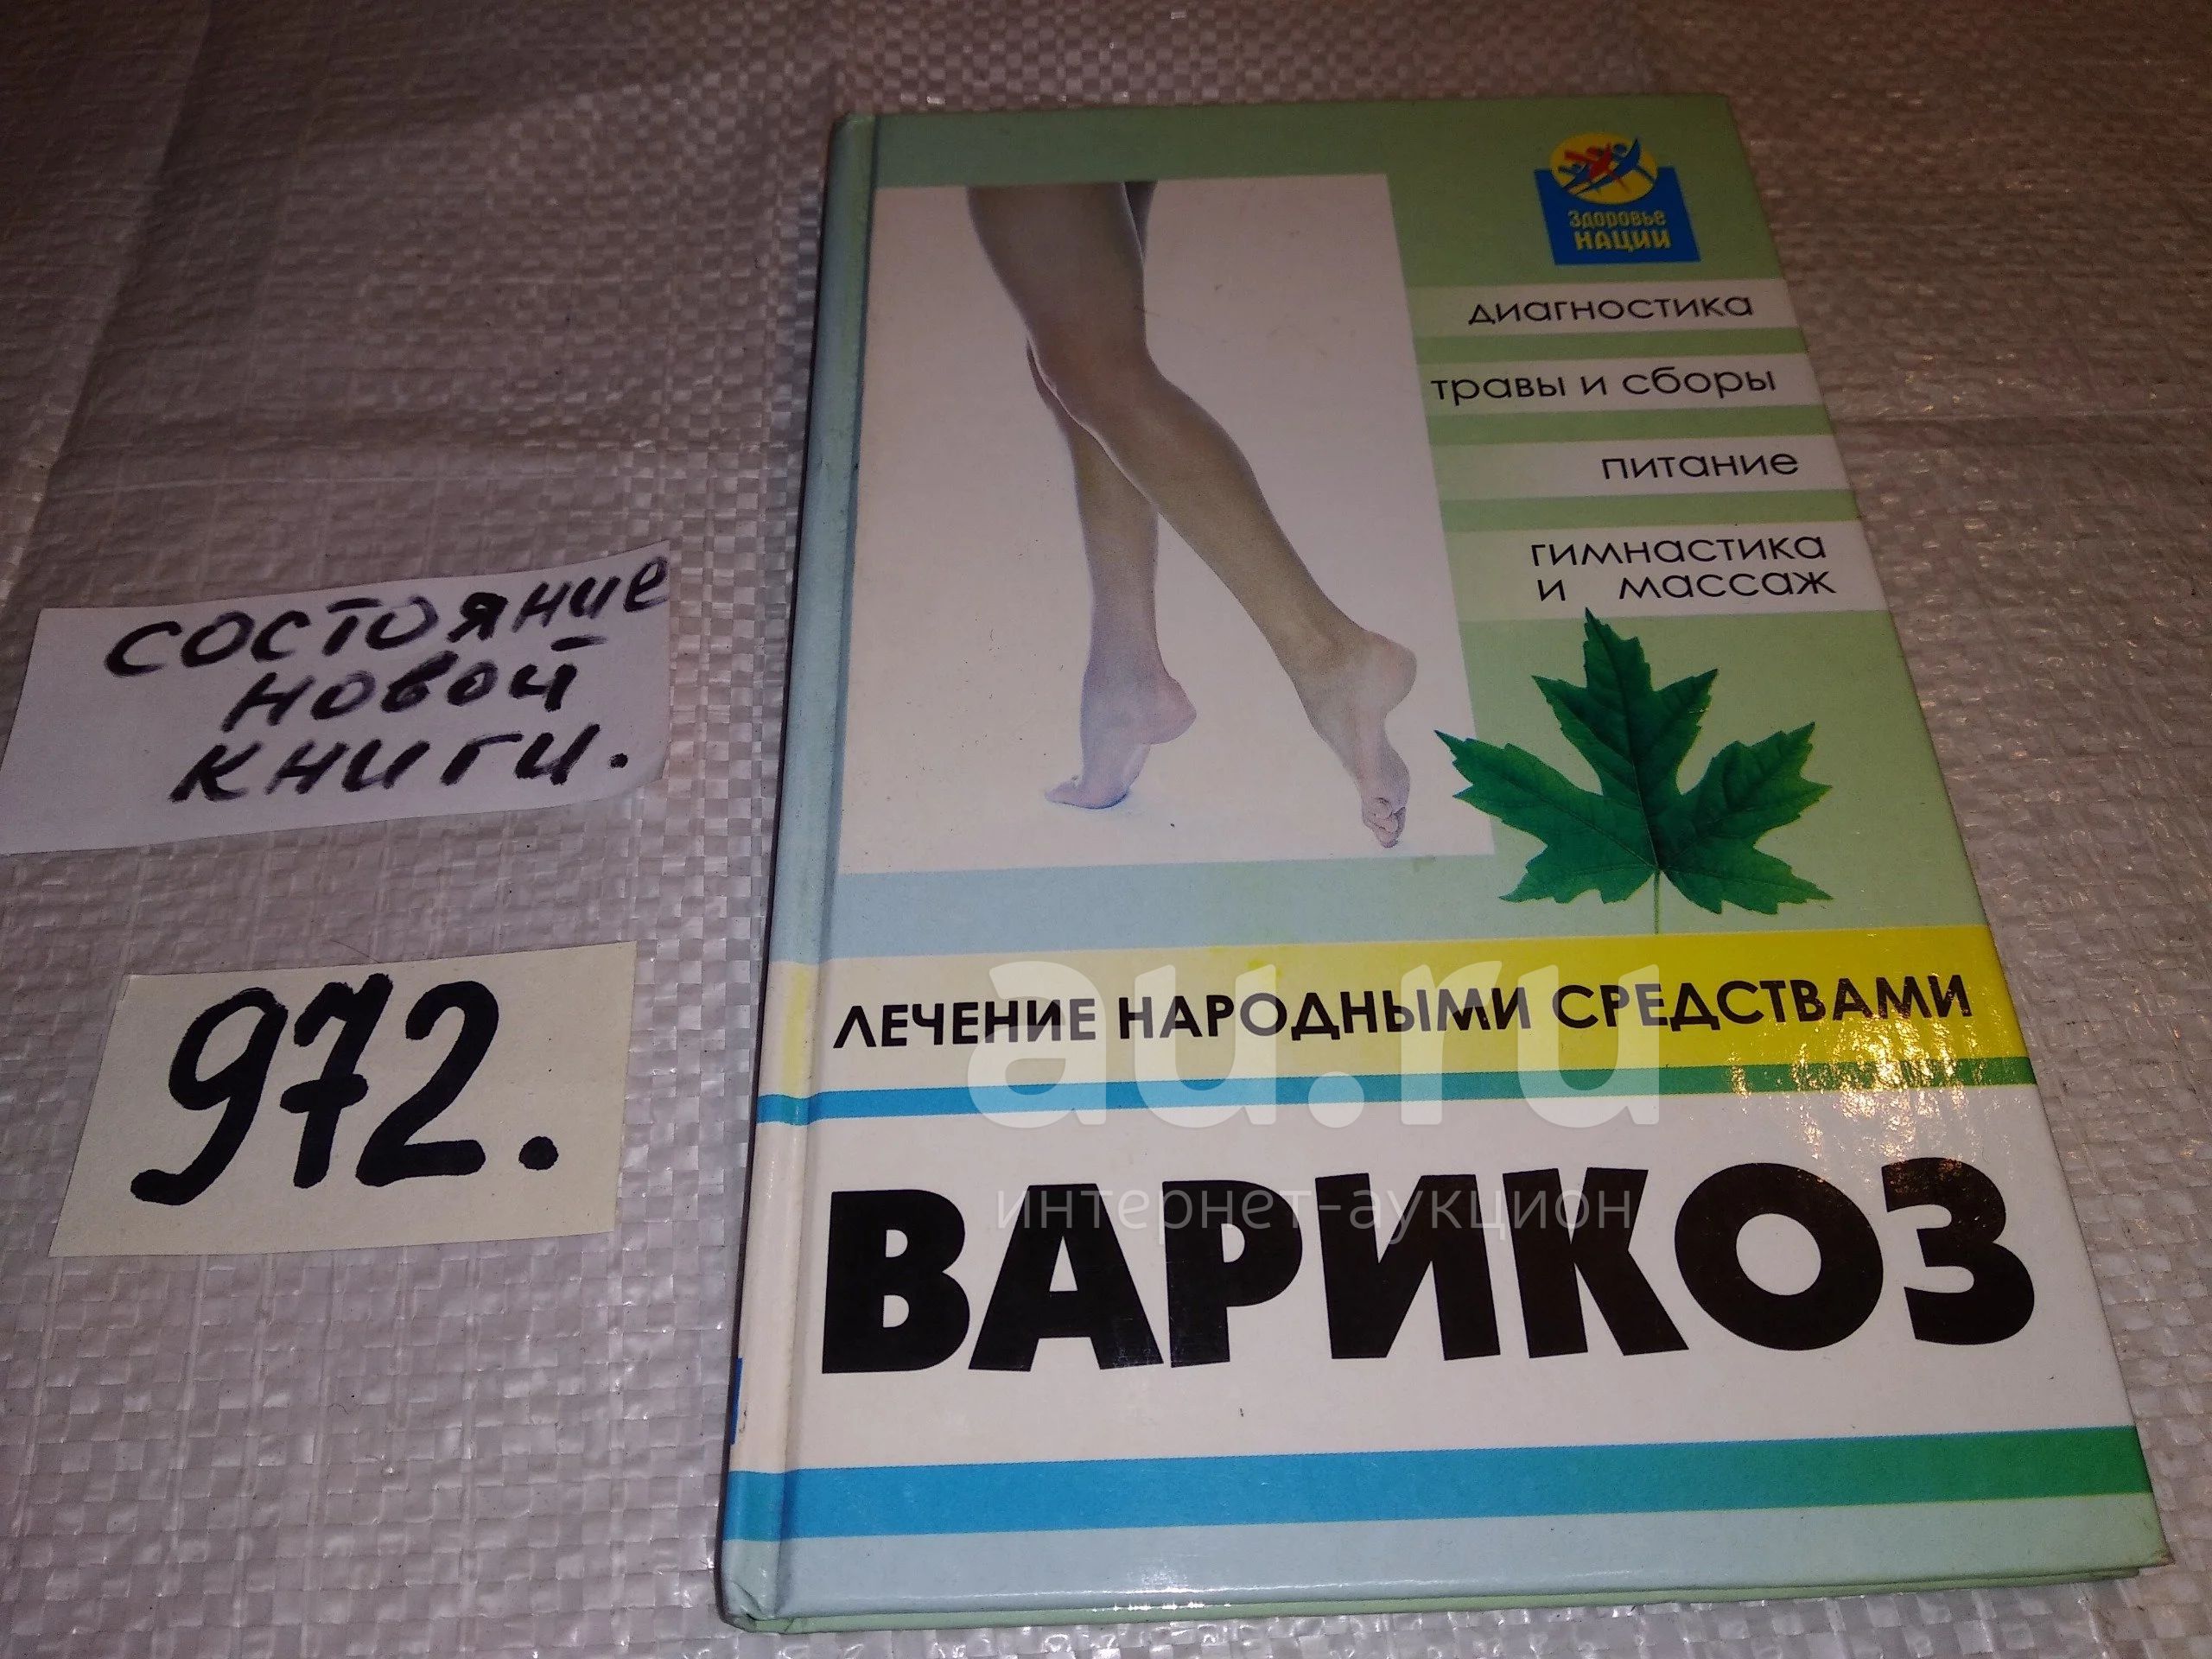 Здоровье
НАЦИИ
диагностика
травы и сборы
питание
гимнастика
и массаж
состояние
новой
книги.
972.
ЛЕЧЕНИЕ НАРОДНЫМИ СРЕДСТВАМИ
au.ru
интернет-аукцион
ВАРИКОЗ